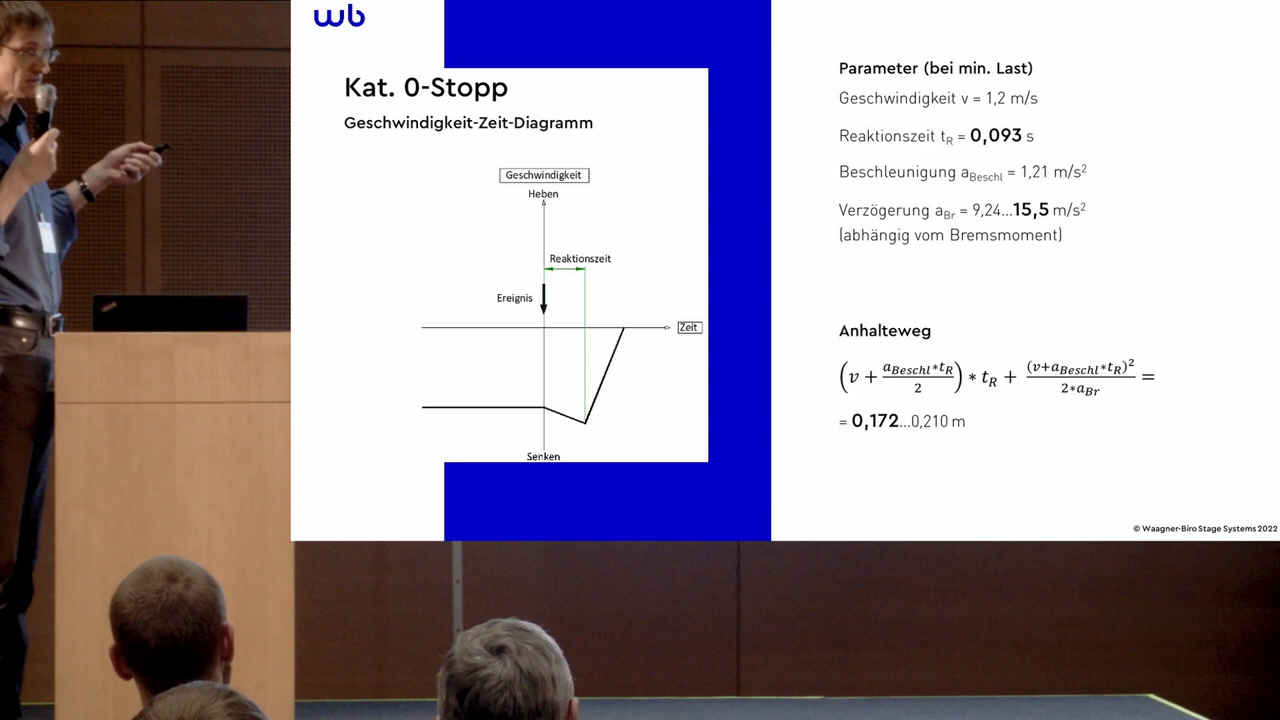 wb
Kat. 0-Stopp
Geschwindigkeit-Zeit-Diagramm
Geschwindigkeit
Heben
Reaktionszeit
Ereignis
Zeit
Senken
Parameter (bei min. Last)
Geschwindigkeit v = 1,2 m/s
Reaktionszeit t_R = 0,093 s
Beschleunigung a_Beschl = 1,21 m/s²
Verzögerung a_Br = 9,24...15,5 m/s²
(abhängig vom Bremsmoment)
Anhalteweg
(v + a_Beschl*t_R / 2) * t_R + (v+a_Beschl*t_R)² / 2*a_Br =
= 0,172...0,210 m
© Waagner-Biro Stage Systems 2022